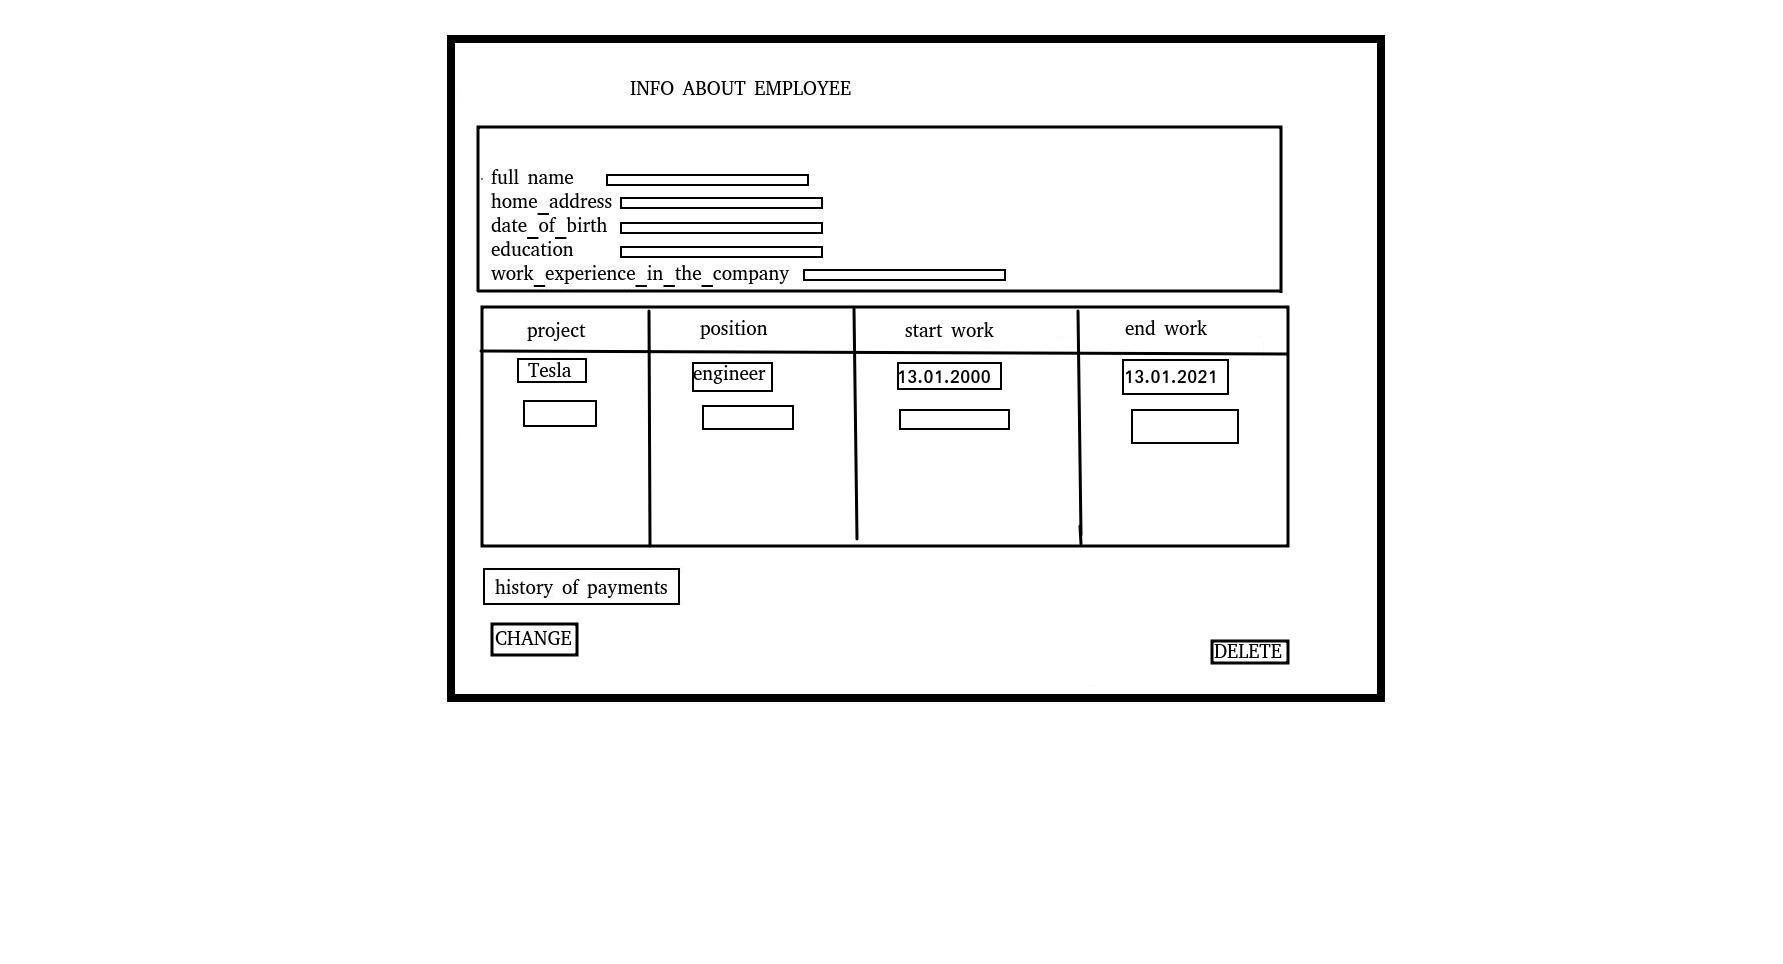 INFO ABOUT EMPLOYEE
full name
home_address
date_of_birth
education
work_experience_in_the_company
project position start work end work
Tesla engineer 13.01.2000 13.01.2021
history of payments
CHANGE
DELETE